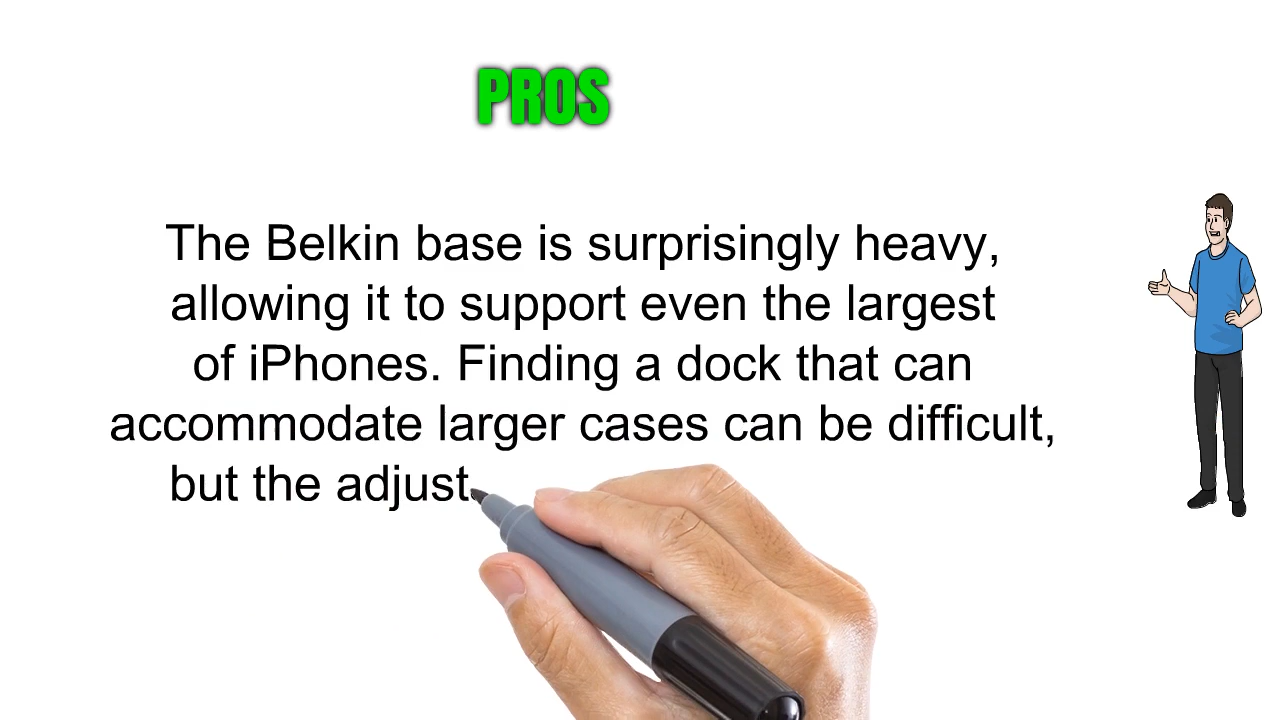 PROS
The Belkin base is surprisingly heavy,
allowing it to support even the largest
of iPhones. Finding a dock that can
accommodate larger cases can be difficult,
but the adjust